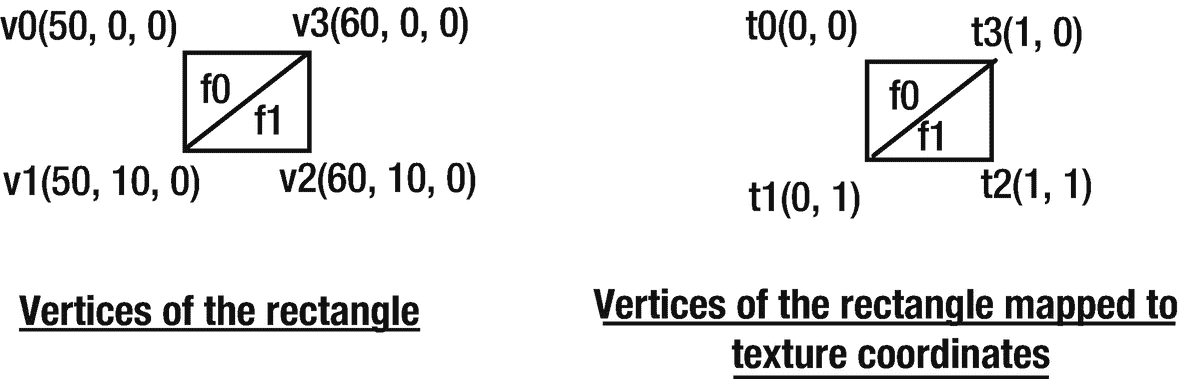 v0(50, 0, 0)
v3(60, 0, 0)
f0
f1
v1(50, 10, 0)
v2(60, 10, 0)
Vertices of the rectangle
t0(0, 0)
t3(1, 0)
f0
f1
t1(0, 1)
t2(1, 1)
Vertices of the rectangle mapped to
texture coordinates